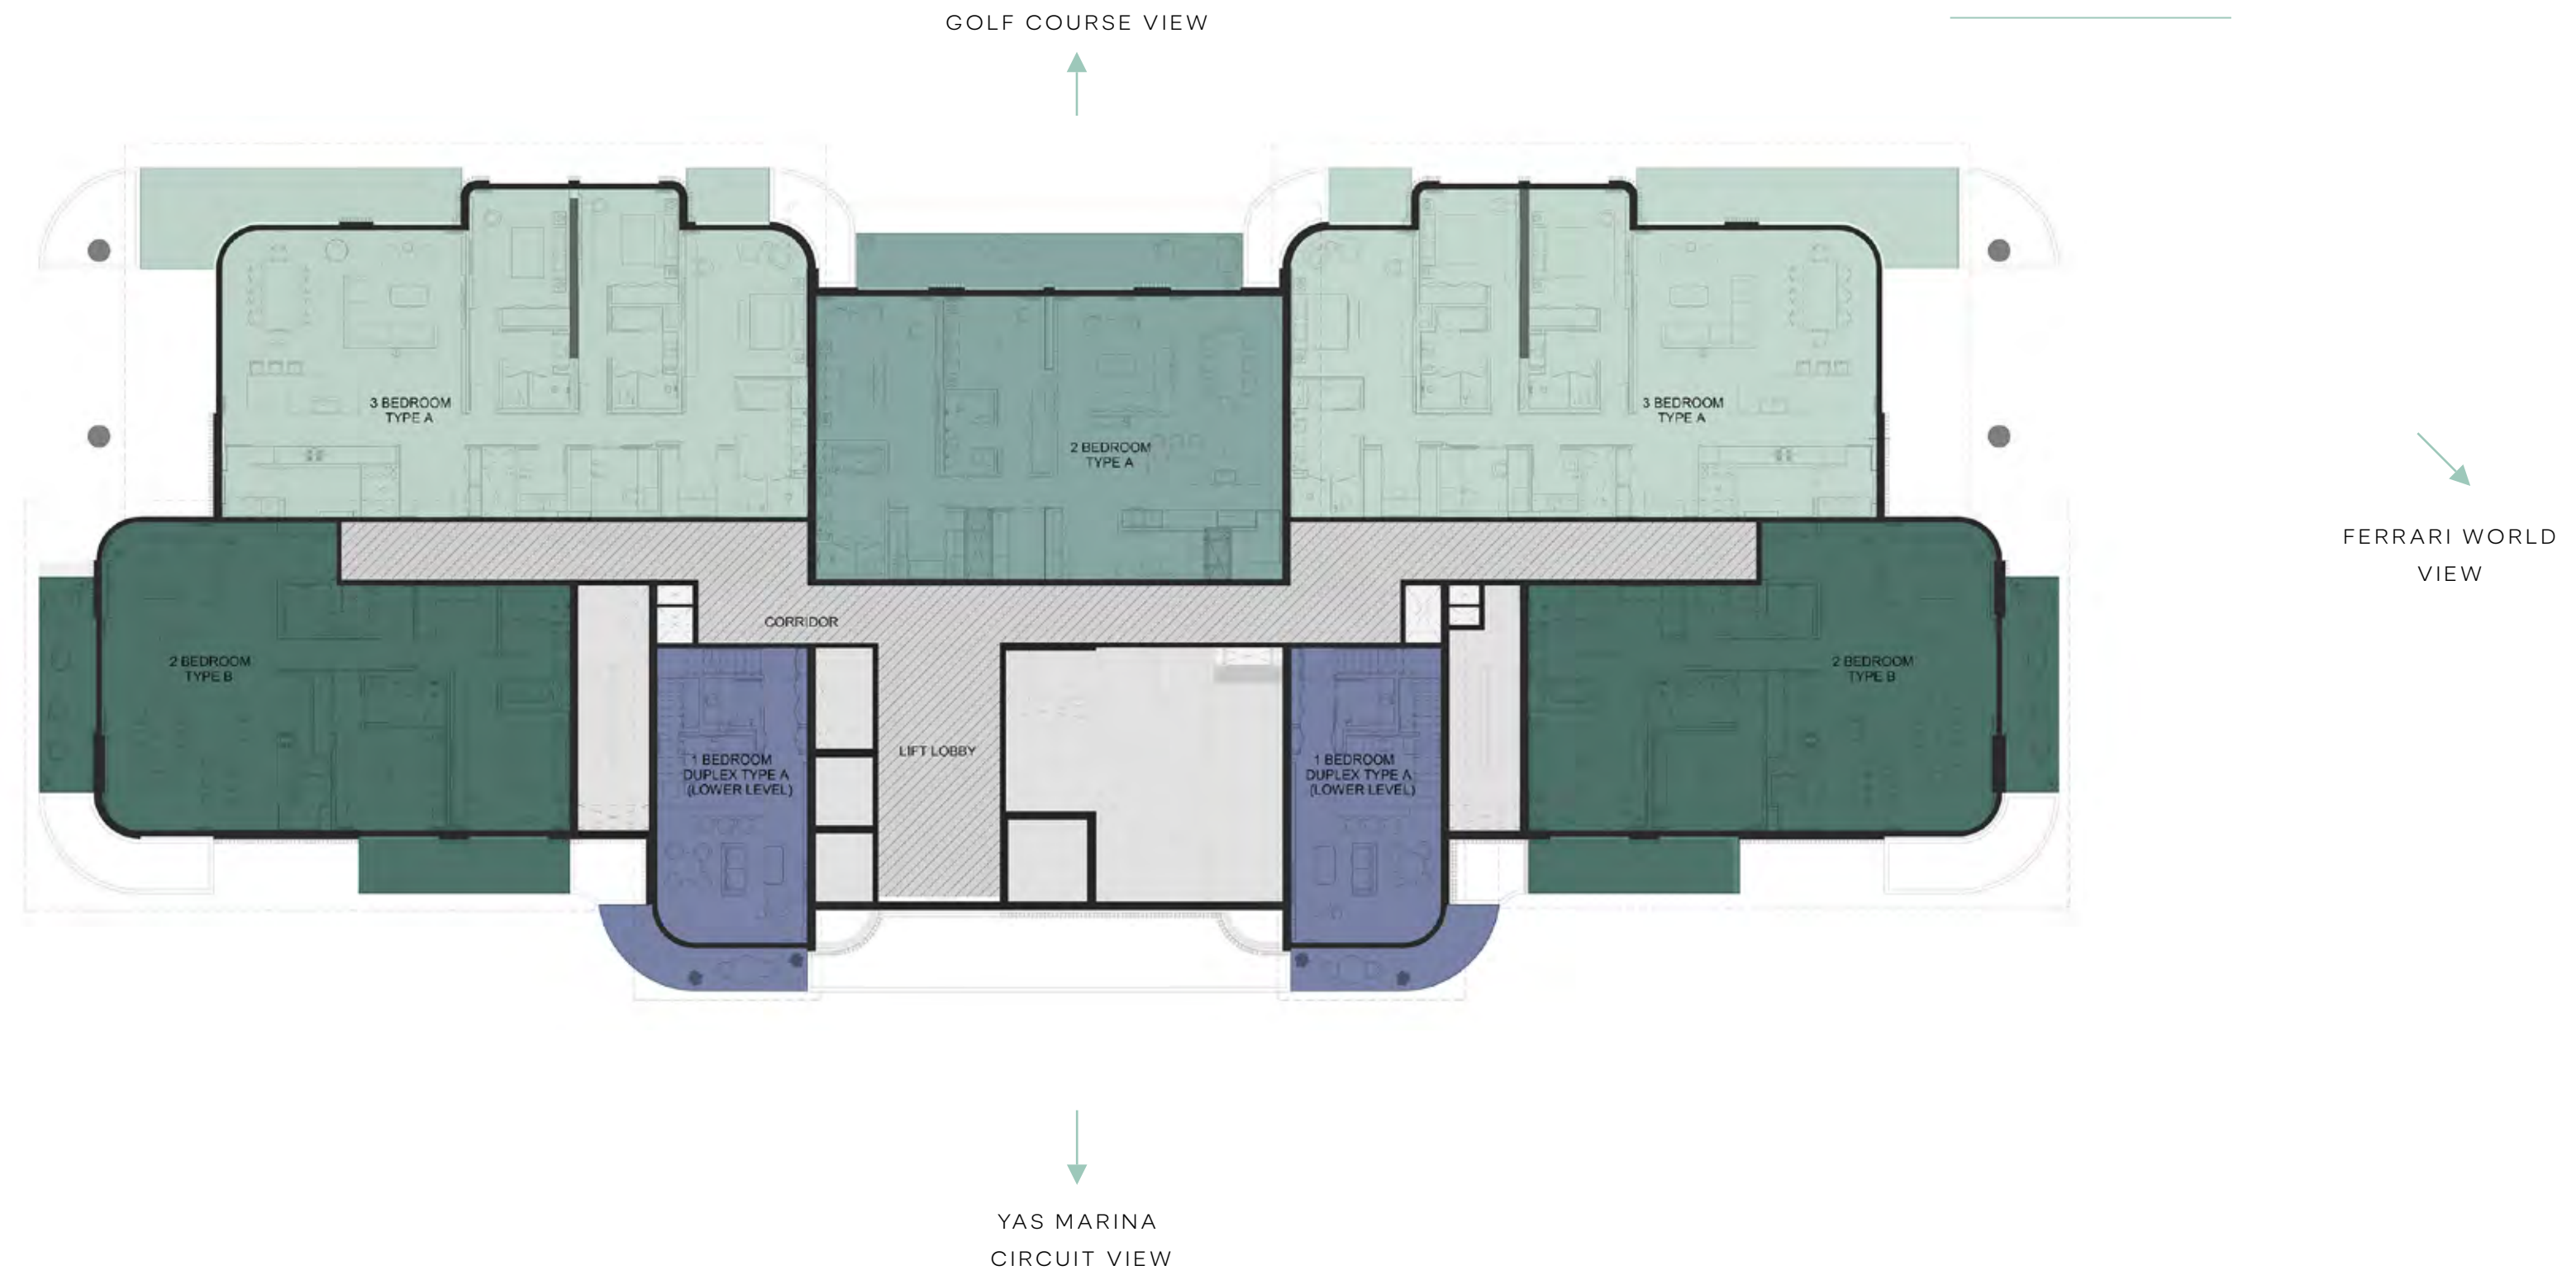 GOLF COURSE VIEW
3 BEDROOM
TYPE A
3 BEDROOM
TYPE A
2 BEDROOM
TYPE A
FERRARI WORLD
VIEW
CORRIDOR
2 BEDROOM
TYPE B
2 BEDROOM
TYPE B
LIFT LOBBY
1 BEDROOM
DUPLEX TYPE A
(LOWER LEVEL)
1 BEDROOM
DUPLEX TYPE A
(LOWER LEVEL)
YAS MARINA
CIRCUIT VIEW